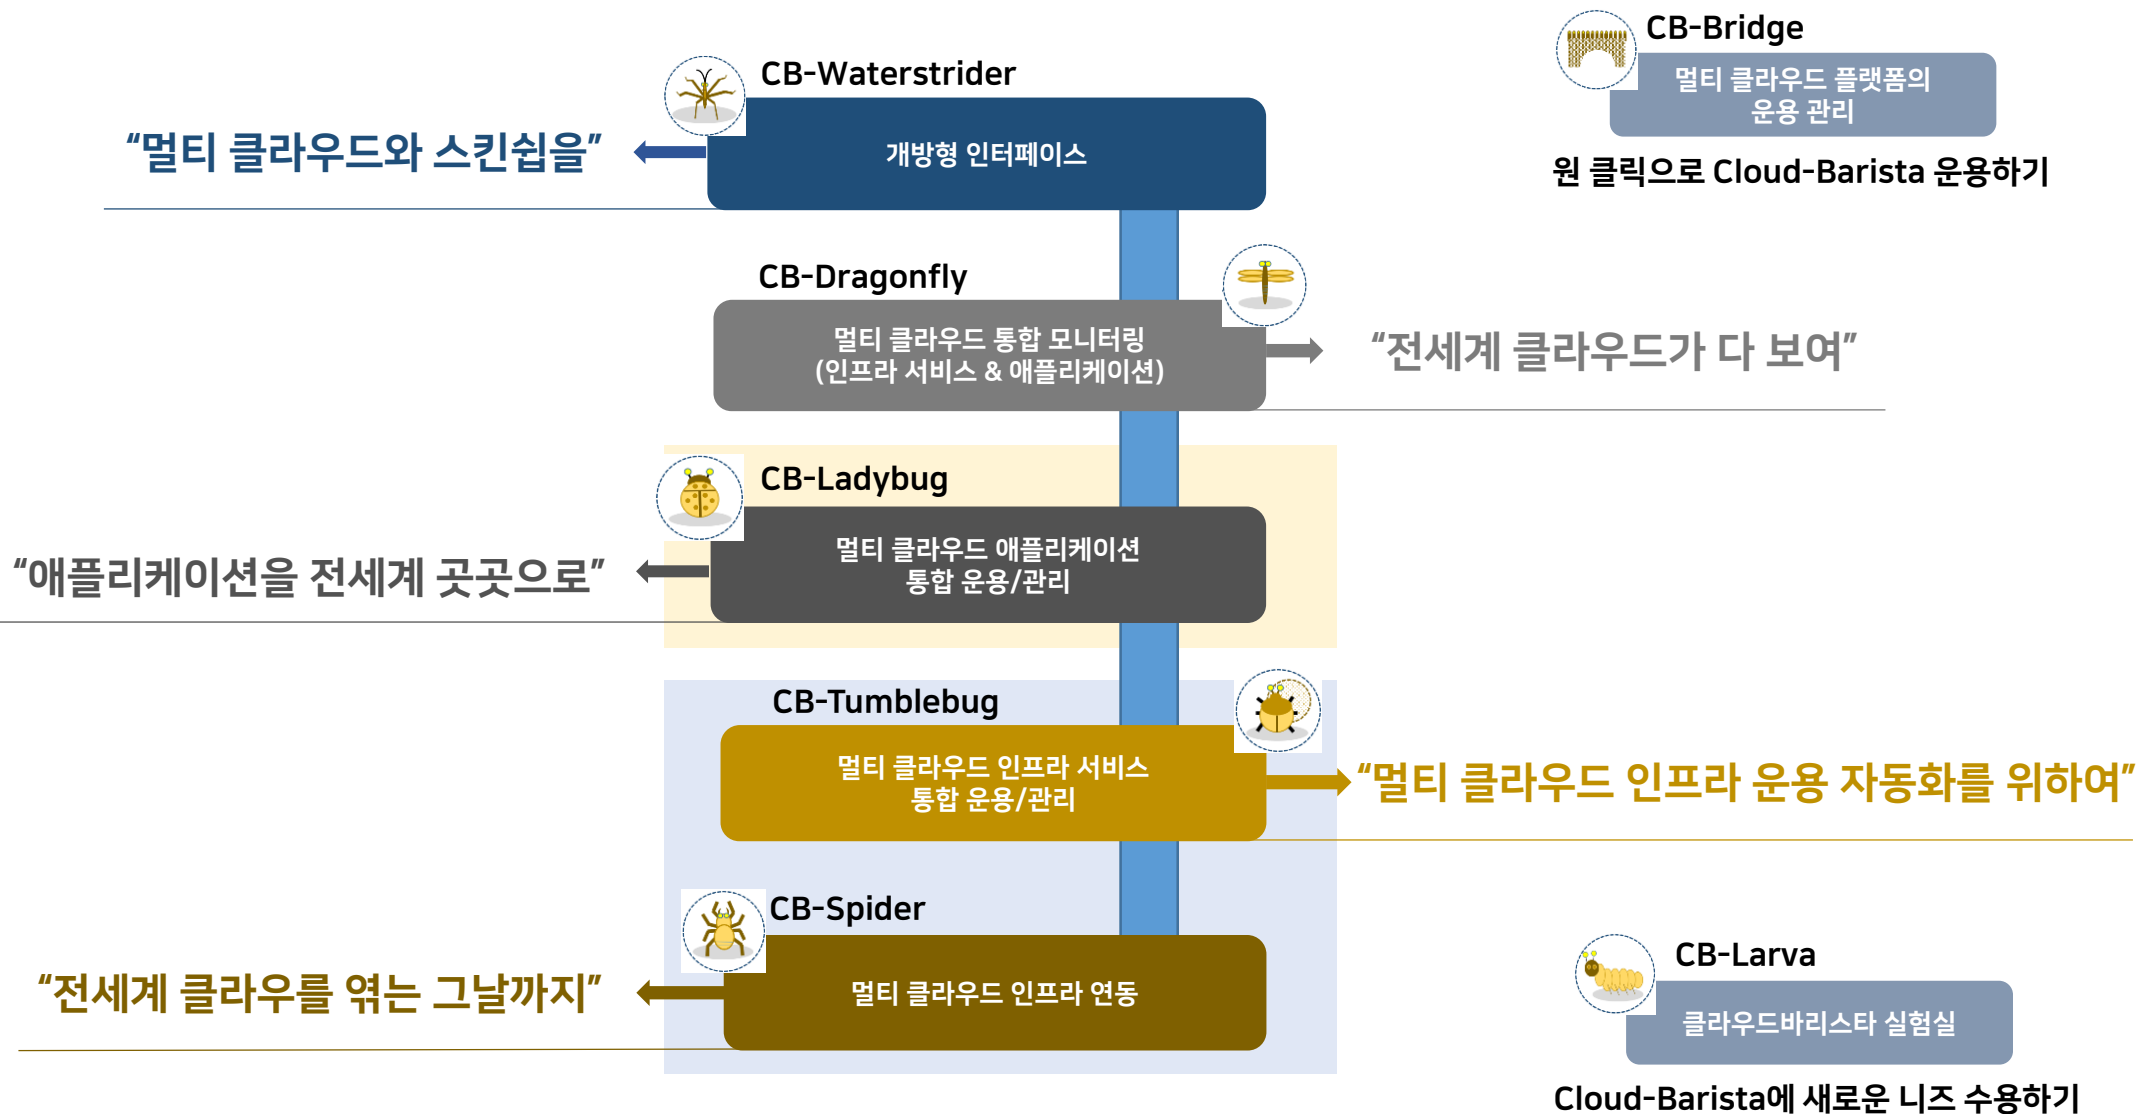 CB-Bridge
멀티 클라우드 플랫폼의
운용 관리
원 클릭으로 Cloud-Barista 운용하기
CB-Waterstrider
개방형 인터페이스
“멀티 클라우드와 스킨쉽을”
CB-Dragonfly
멀티 클라우드 통합 모니터링
(인프라 서비스 & 애플리케이션)
“전세계 클라우드가 다 보여”
CB-Ladybug
멀티 클라우드 애플리케이션
통합 운용/관리
“애플리케이션을 전세계 곳곳으로”
CB-Tumblebug
멀티 클라우드 인프라 서비스
통합 운용/관리
“멀티 클라우드 인프라 운용 자동화를 위하여”
CB-Spider
멀티 클라우드 인프라 연동
“전세계 클라우를 엮는 그날까지”
CB-Larva
클라우드바리스타 실험실
Cloud-Barista에 새로운 니즈 수용하기